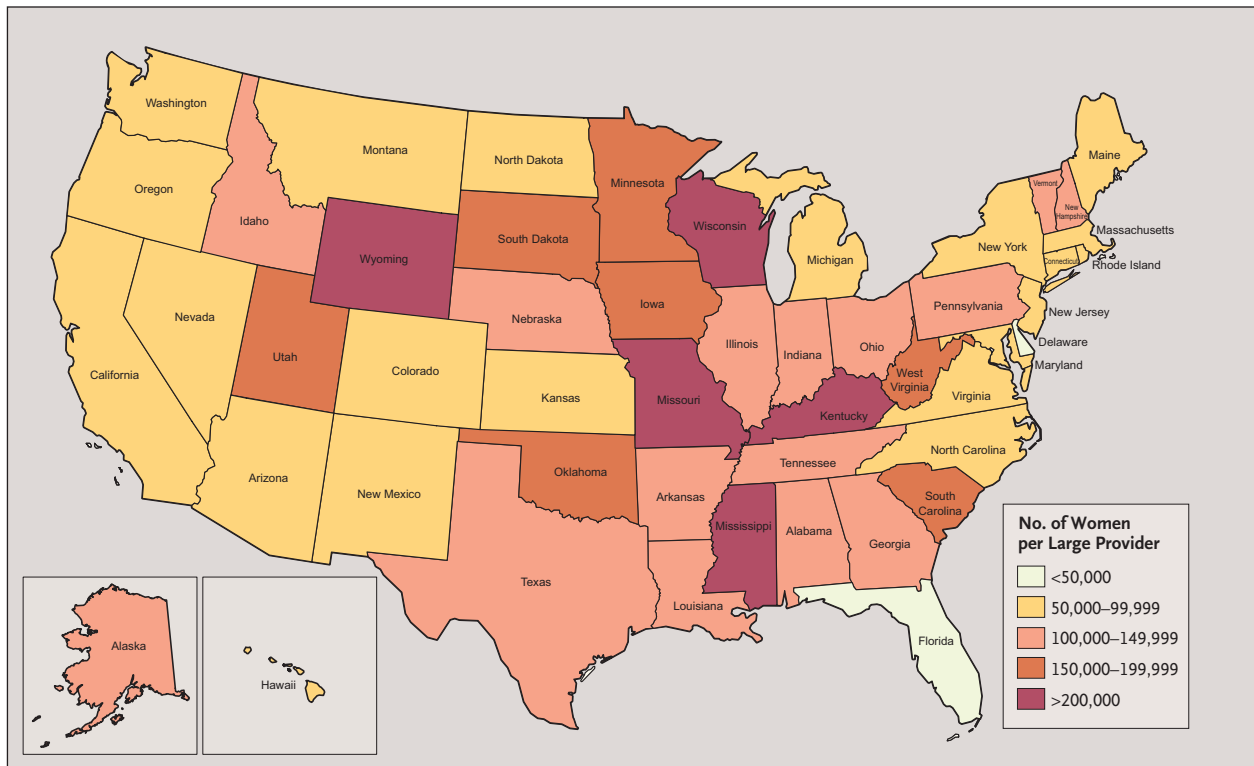 Washington
Montana
North Dakota
Minnesota
Maine
Oregon
Idaho
Vermont
New
Hampshire
Wisconsin
Massachusetts
South Dakota
New York
Wyoming
Michigan
Connecticut
Rhode Island
Iowa
Pennsylvania
Nevada
Nebraska
New Jersey
Utah
Illinois
Indiana
Ohio
Delaware
Colorado
West
Virginia
Maryland
California
Kansas
Missouri
Kentucky
Virginia
North Carolina
Tennessee
Arizona
Oklahoma
New Mexico
Arkansas
South
Carolina
Mississippi
Alabama
Georgia
Texas
Louisiana
Florida
Alaska
Hawaii
No. of Women
per Large Provider
<50,000
50,000–99,999
100,000–149,999
150,000–199,999
>200,000